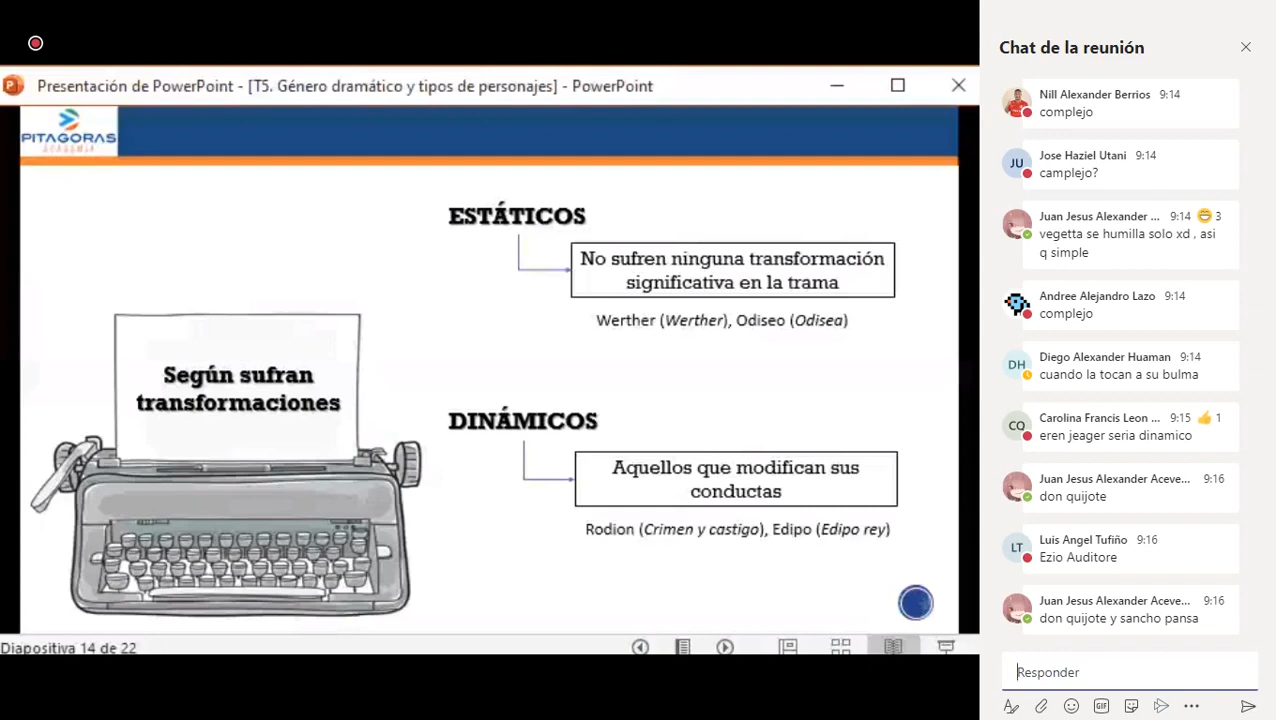 Presentación de PowerPoint - [T5. Género dramático y tipos de personajes] - PowerPoint
PITAGORAS
ACADEMIA
ESTÁTICOS
No sufren ninguna transformación
significativa en la trama
Werther (Werther), Odiseo (Odisea)
Según sufran
transformaciones
DINÁMICOS
Aquellos que modifican sus
conductas
Rodion (Crimen y castigo), Edipo (Edipo rey)
Diapositiva 14 de 22
Chat de la reunión
Nill Alexander Berrios 9:14
complejo
JU
Jose Haziel Utani 9:14
camplejo?
Juan Jesus Alexander ... 9:14 3
vegetta se humilla solo xd , asi
q simple
Andree Alejandro Lazo 9:14
complejo
DH
Diego Alexander Huaman 9:14
cuando la tocan a su bulma
CQ
Carolina Francis Leon ... 9:15 1
eren jeager seria dinamico
Juan Jesus Alexander Aceve... 9:16
don quijote
LT
Luis Angel Tufiño 9:16
Ezio Auditore
Juan Jesus Alexander Aceve... 9:16
don quijote y sancho pansa
Responder
GIF